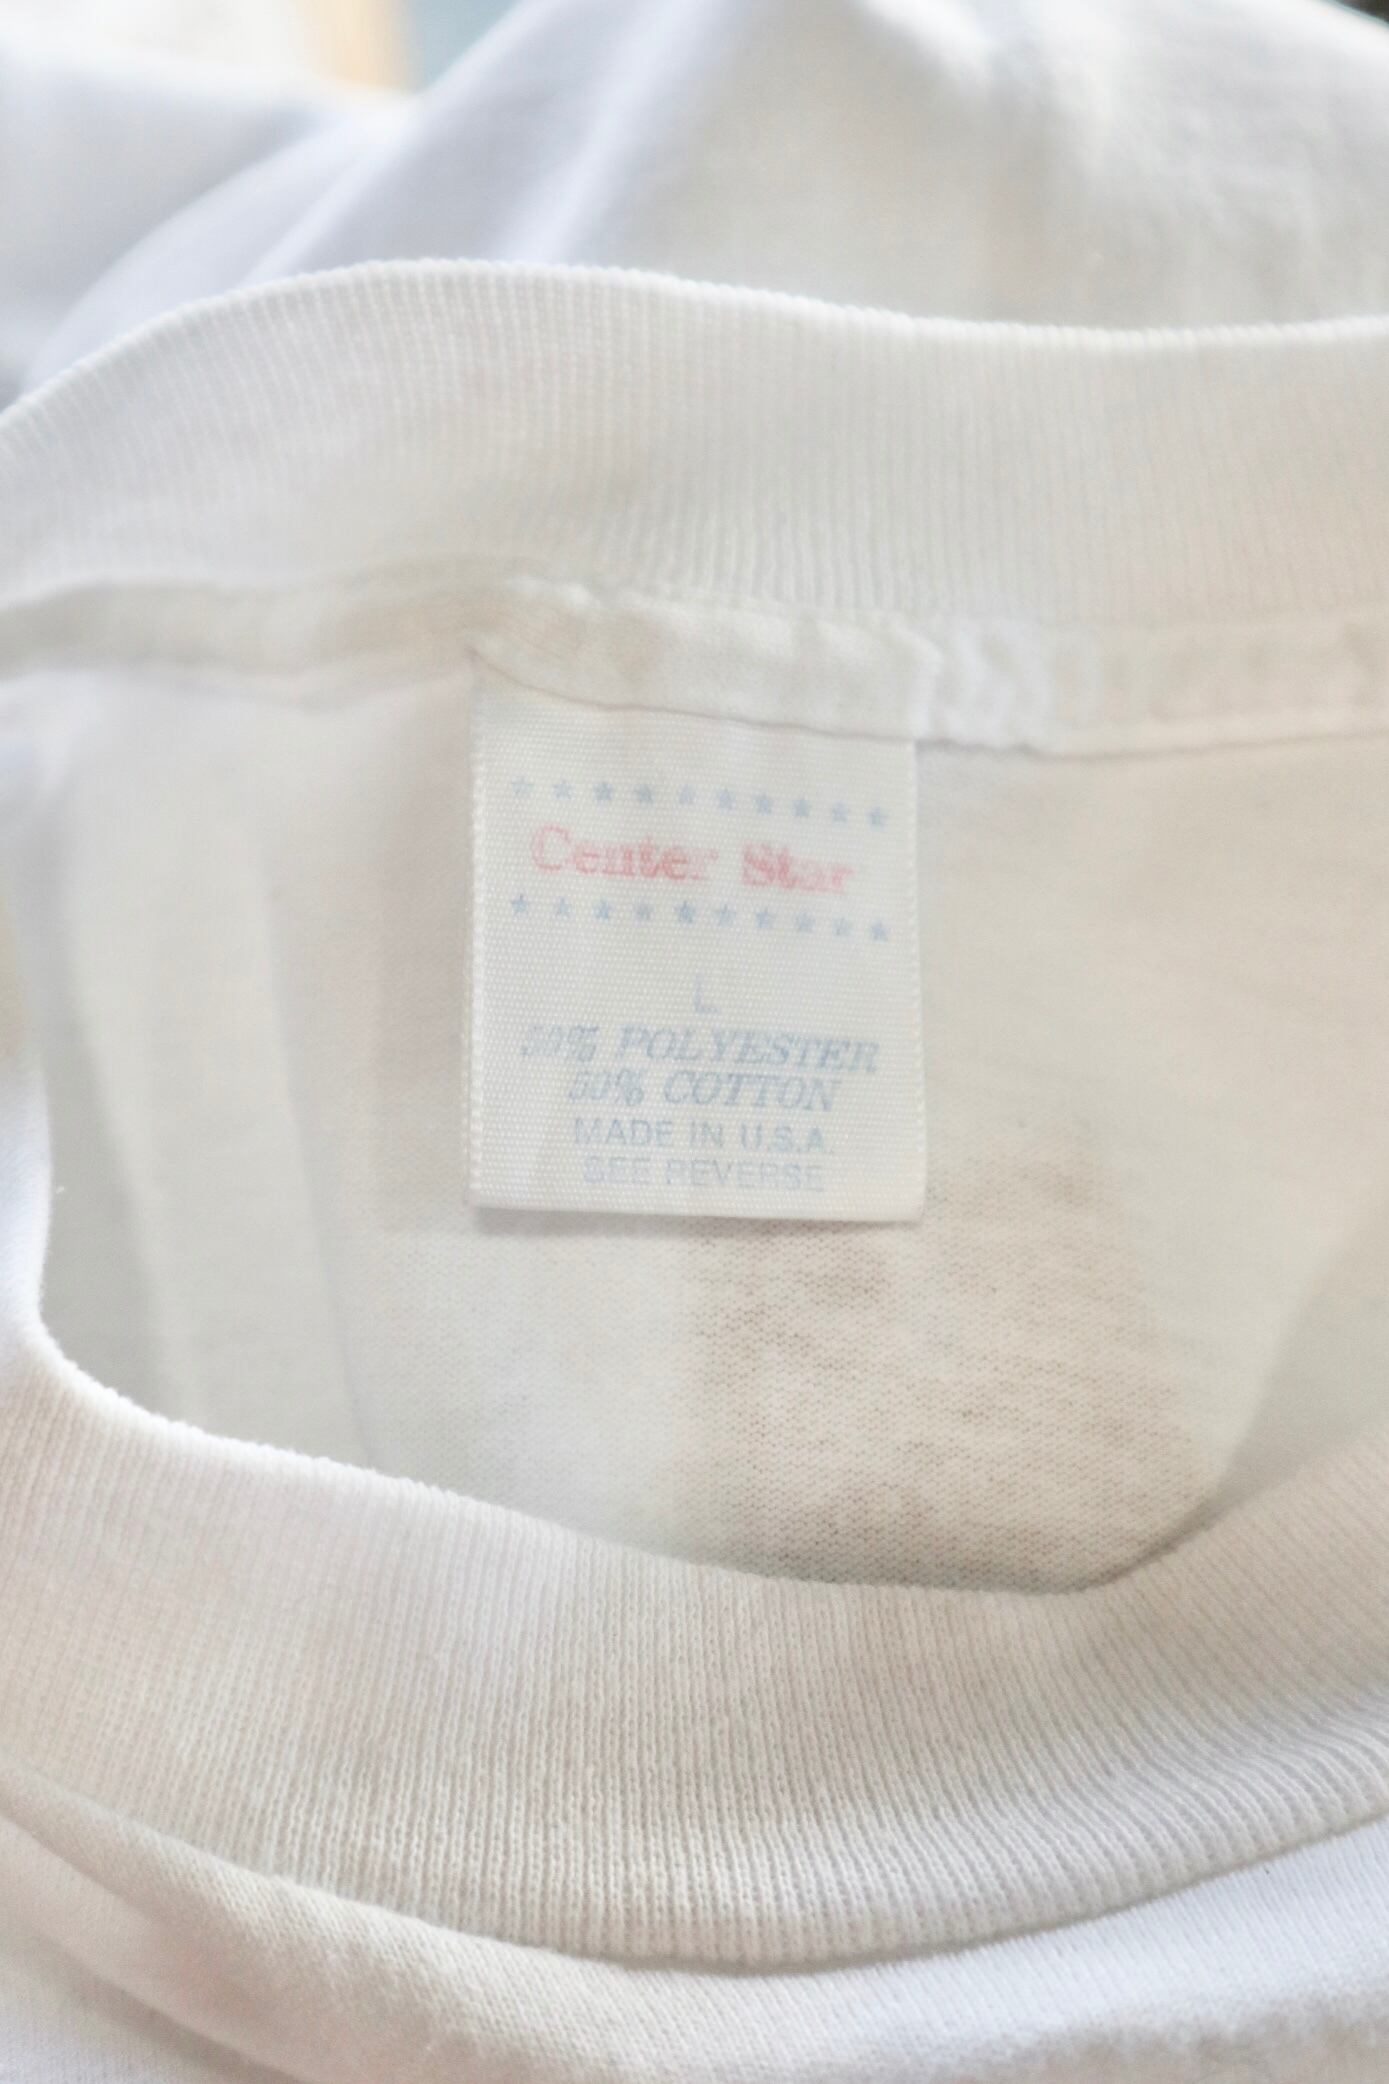 Center Star
L
50% POLYESTER
50% COTTON
MADE IN U.S.A.
SEE REVERSE